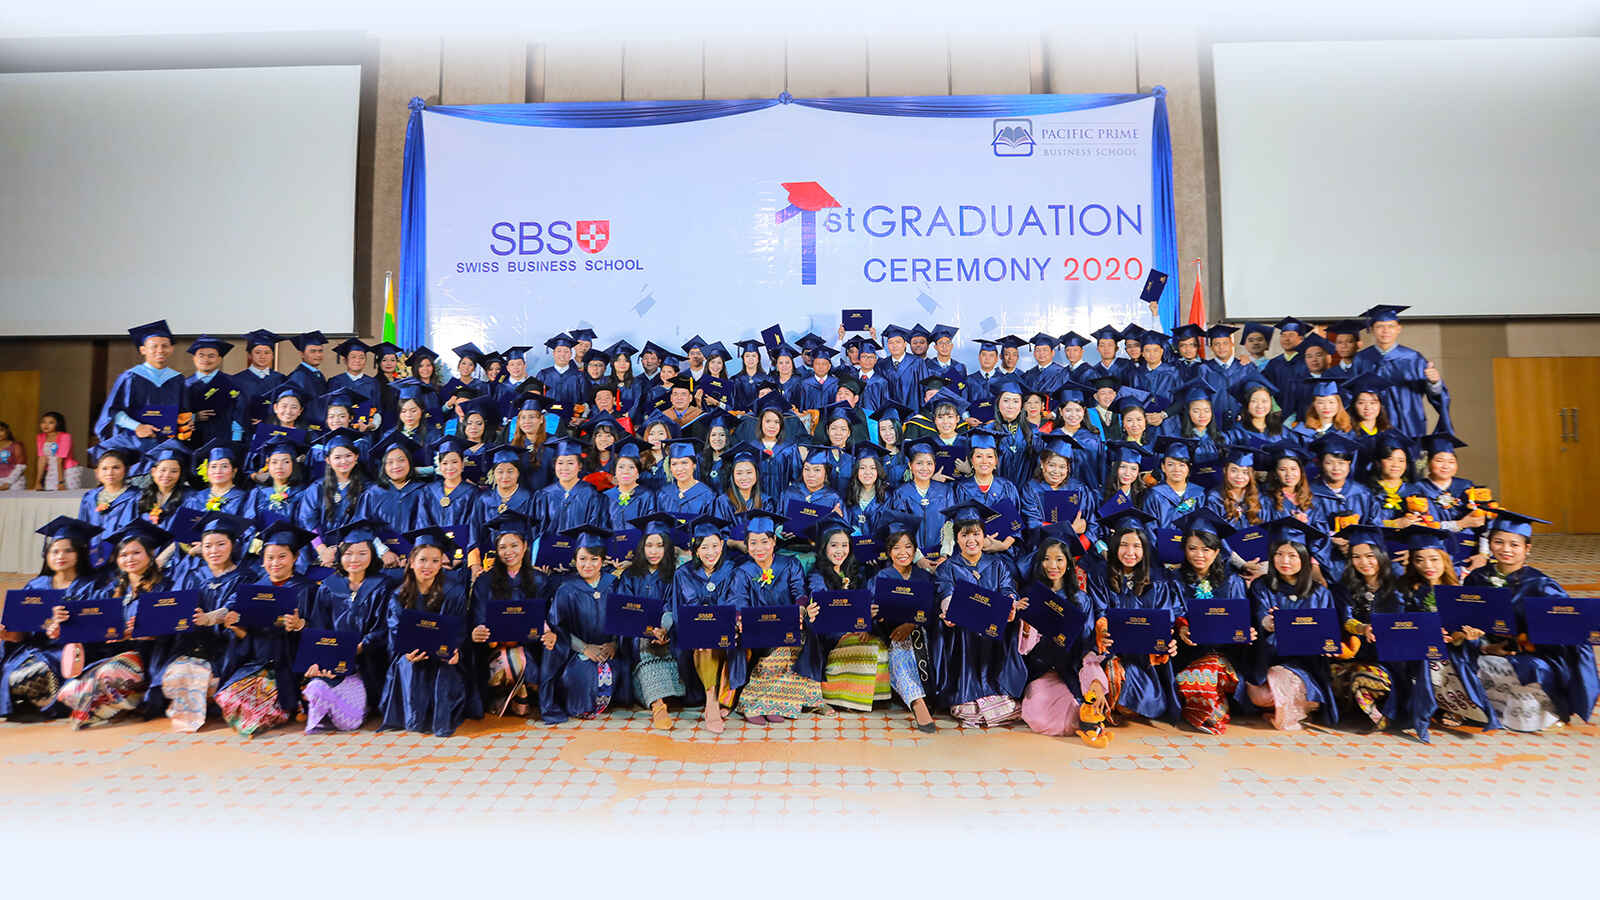 PACIFIC PRIME
BUSINESS SCHOOL
1st GRADUATION
CEREMONY 2020
SBS
SWISS BUSINESS SCHOOL